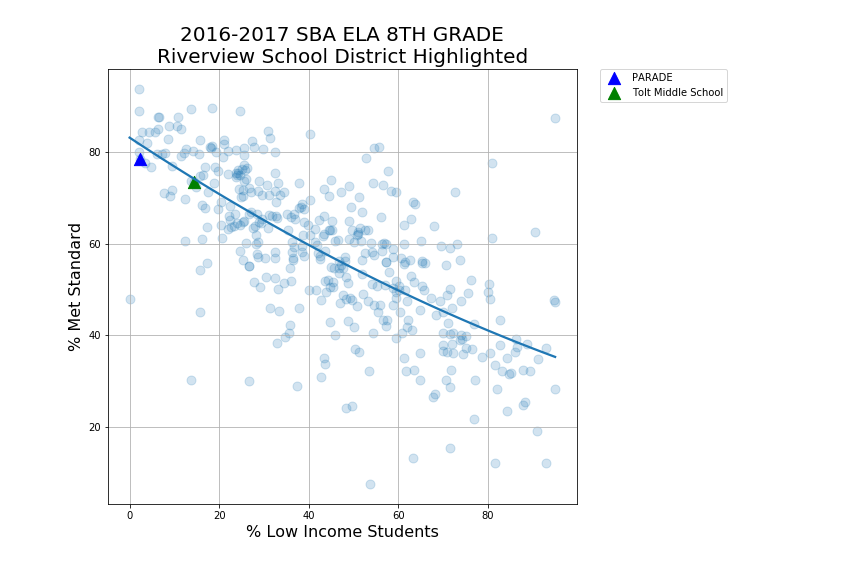 2016-2017 SBA ELA 8TH GRADE
Riverview School District Highlighted
PARADE
Tolt Middle School
% Met Standard
80
60
40
20
0
20
40
60
80
% Low Income Students